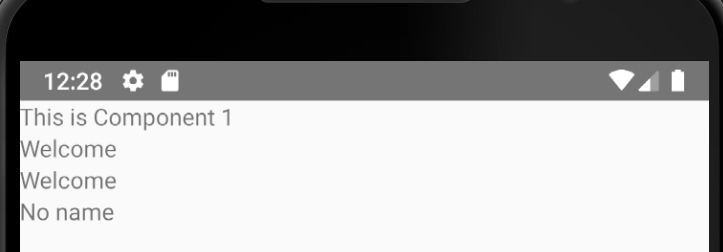 12:28
This is Component 1
Welcome
Welcome
No name